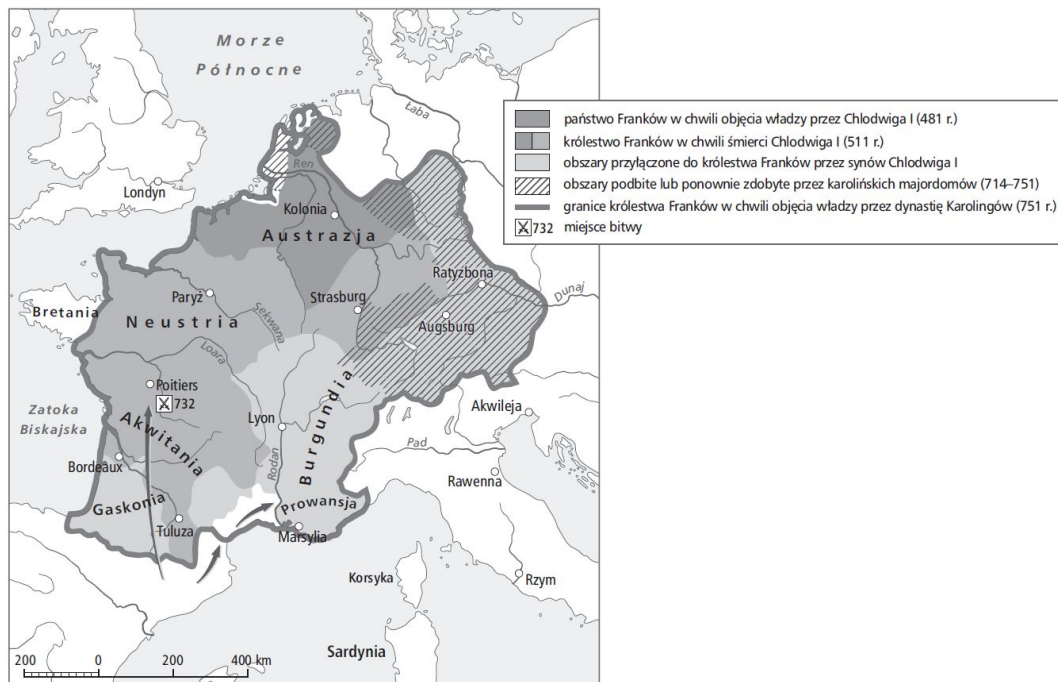 Morze
Północne
Łaba
Londyn
Ren
Kolonia
Austrazja
Ratyzbona
Dunaj
Paryż
Strasburg
Bretania
Sekwana
Neustria
Augsburg
Loara
Poitiers
732
Zatoka
Biskajska
Akwitania
Lyon
Burgundia
Akwileja
Pad
Bordeaux
Rodan
Rawenna
Gaskonia
Prowansja
Tuluza
Marsylia
Korsyka
Rzym
Sardynia
200 0 200 400 km
państwo Franków w chwili objęcia władzy przez Chlodwiga I (481 r.)
królestwo Franków w chwili śmierci Chlodwiga I (511 r.)
obszary przyłączone do królestwa Franków przez synów Chlodwiga I
obszary podbite lub ponownie zdobyte przez karolińskich majordomów (714–751)
granice królestwa Franków w chwili objęcia władzy przez dynastię Karolingów (751 r.)
732 miejsce bitwy